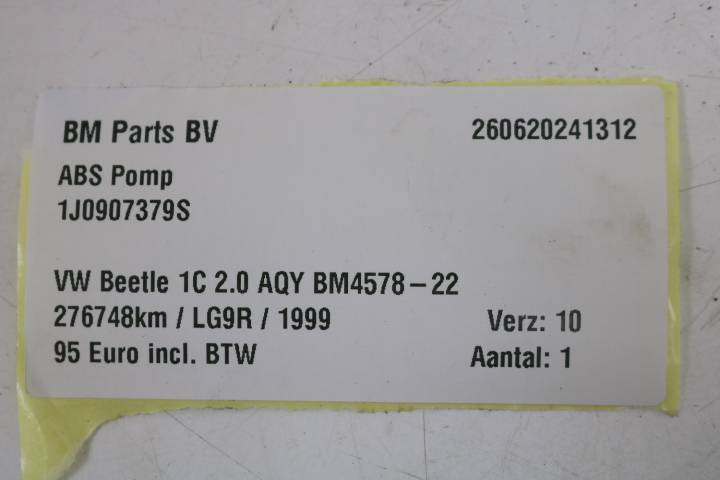 BM Parts BV 260620241312
ABS Pomp
1J0907379S
VW Beetle 1C 2.0 AQY BM4578-22
276748km / LG9R / 1999 Verz: 10
95 Euro incl. BTW Aantal: 1